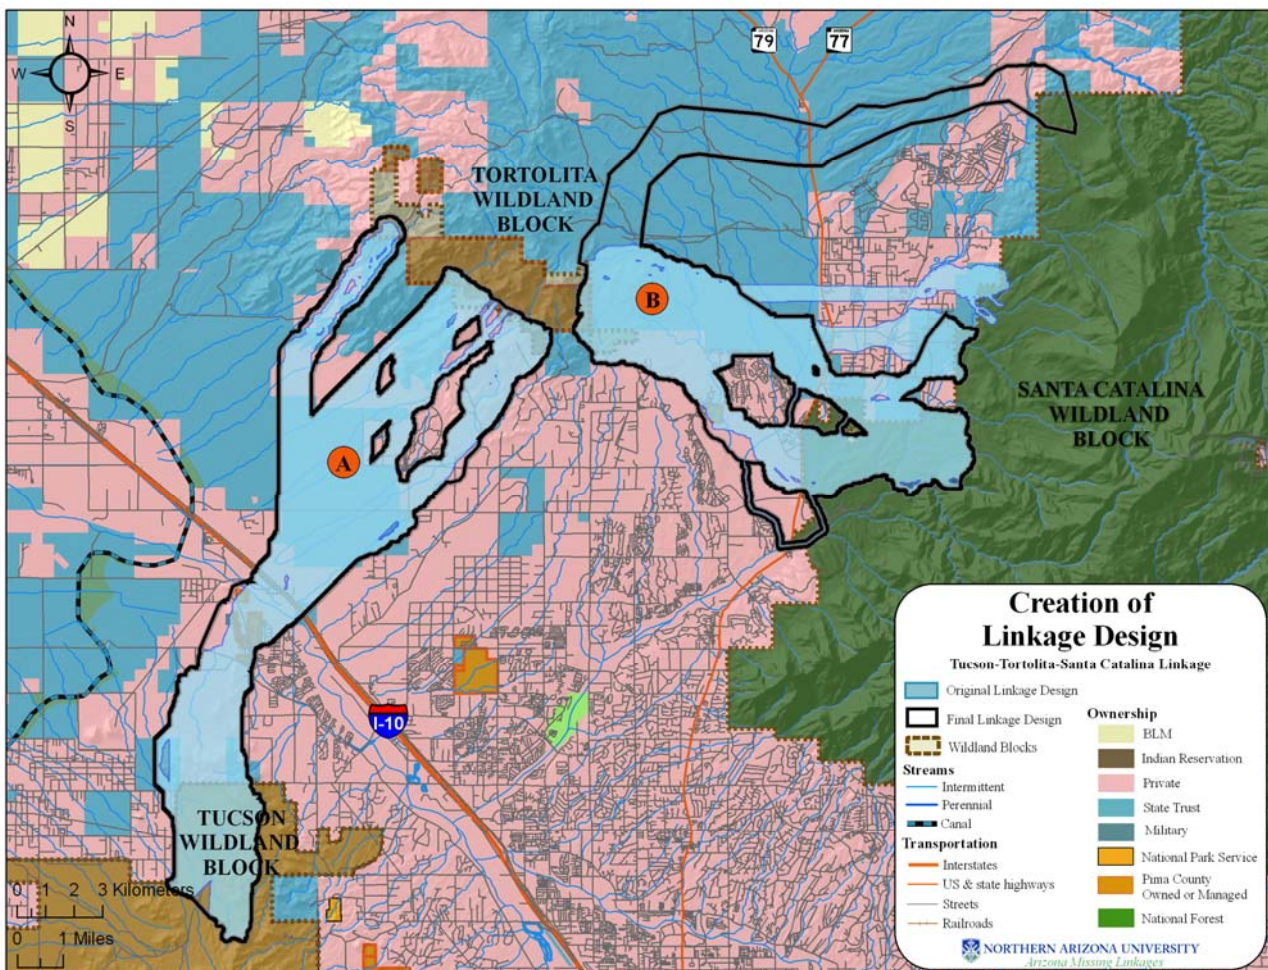 N
W
E
S
79
77
TORTOLITA
WILDLAND
BLOCK
B
SANTA CATALINA
WILDLAND
BLOCK
A
I-10
TUCSON
WILDLAND
BLOCK
0 1 2 3 Kilometers
0 1 Miles
Creation of
Linkage Design
Tucson-Tortolita-Santa Catalina Linkage
Original Linkage Design
Final Linkage Design
Wildland Blocks
Streams
Intermittent
Perennial
Canal
Transportation
Interstates
US & state highways
Streets
Railroads
Ownership
BLM
Indian Reservation
Private
State Trust
Military
National Park Service
Pima County
Owned or Managed
National Forest
NORTHERN ARIZONA UNIVERSITY
Arizona Missing Linkages